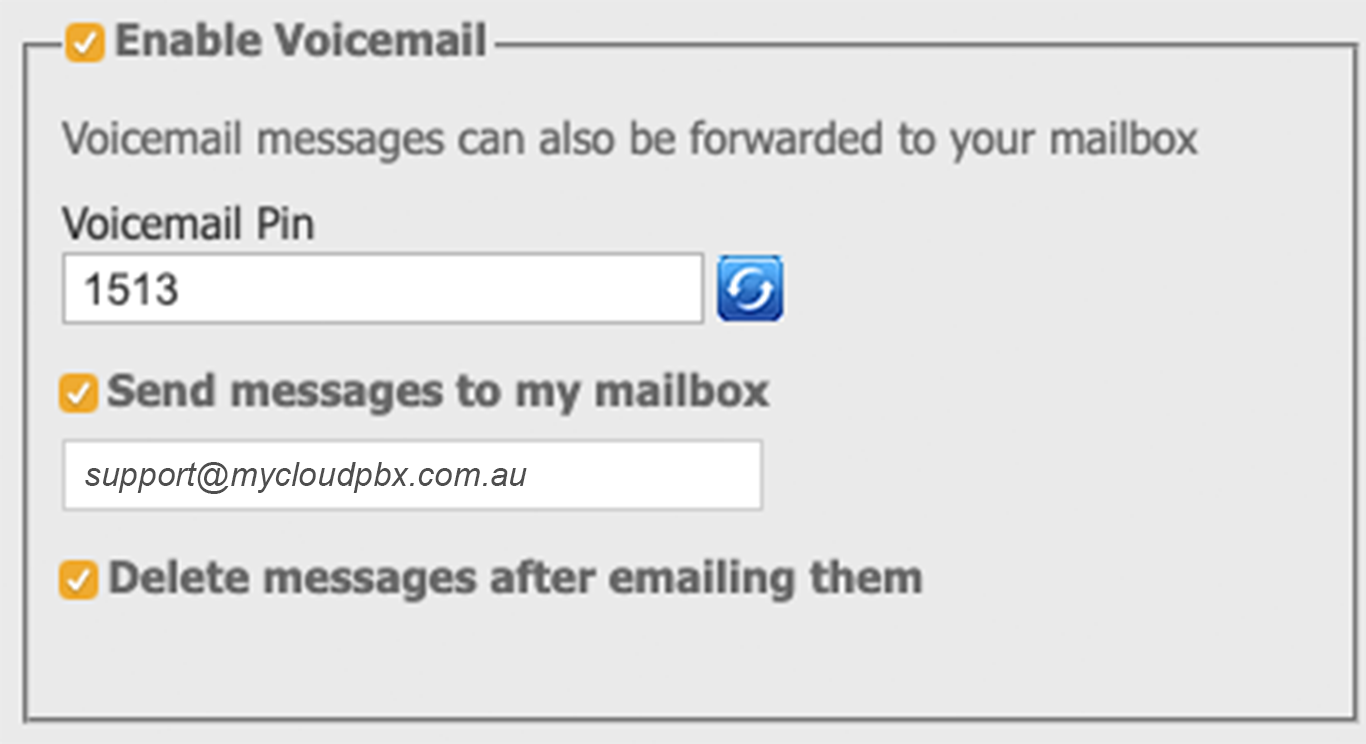 Enable Voicemail
Voicemail messages can also be forwarded to your mailbox
Voicemail Pin
1513
Send messages to my mailbox
support@mycloudpbx.com.au
Delete messages after emailing them